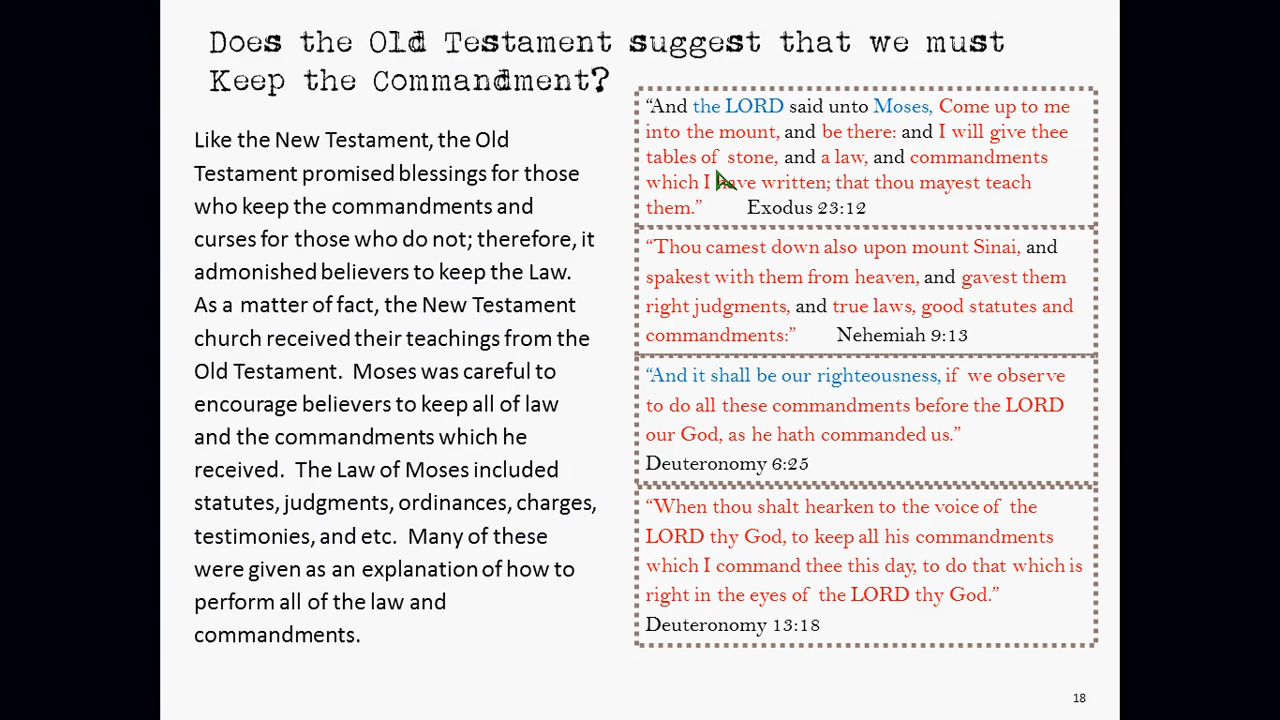 Does the Old Testament suggest that we must
Keep the Commandment?
Like the New Testament, the Old
Testament promised blessings for those
who keep the commandments and
curses for those who do not; therefore, it
admonished believers to keep the Law.
As a matter of fact, the New Testament
church received their teachings from the
Old Testament.  Moses was careful to
encourage believers to keep all of law
and the commandments which he
received.  The Law of Moses included
statutes, judgments, ordinances, charges,
testimonies, and etc.  Many of these
were given as an explanation of how to
perform all of the law and
commandments.
“And the LORD said unto Moses, Come up to me
into the mount, and be there: and I will give thee
tables of stone, and a law, and commandments
which I have written; that thou mayest teach
them.”  Exodus 23:12
“Thou camest down also upon mount Sinai, and
spakest with them from heaven, and gavest them
right judgments, and true laws, good statutes and
commandments:”  Nehemiah 9:13
“And it shall be our righteousness, if we observe
to do all these commandments before the LORD
our God, as he hath commanded us.”
Deuteronomy 6:25
“When thou shalt hearken to the voice of the
LORD thy God, to keep all his commandments
which I command thee this day, to do that which is
right in the eyes of the LORD thy God.”
Deuteronomy 13:18
18